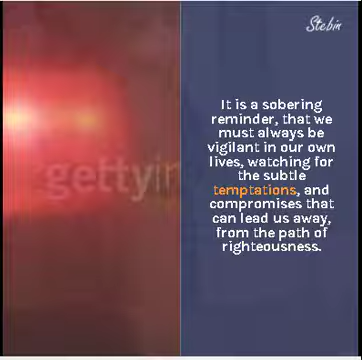 Stebin
gettyin
It is a sobering
reminder, that we
must always be
vigilant in our own
lives, watching for
the subtle
temptations, and
compromises that
can lead us away,
from the path of
righteousness.